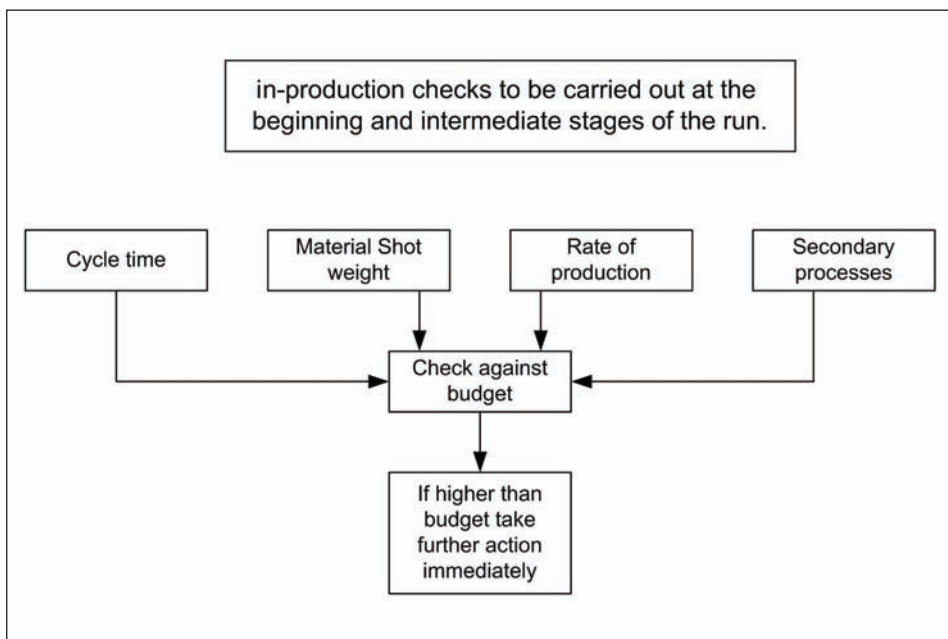 in-production checks to be carried out at the
beginning and intermediate stages of the run.
Cycle time
Material Shot
weight
Rate of
production
Secondary
processes
Check against
budget
If higher than
budget take
further action
immediately